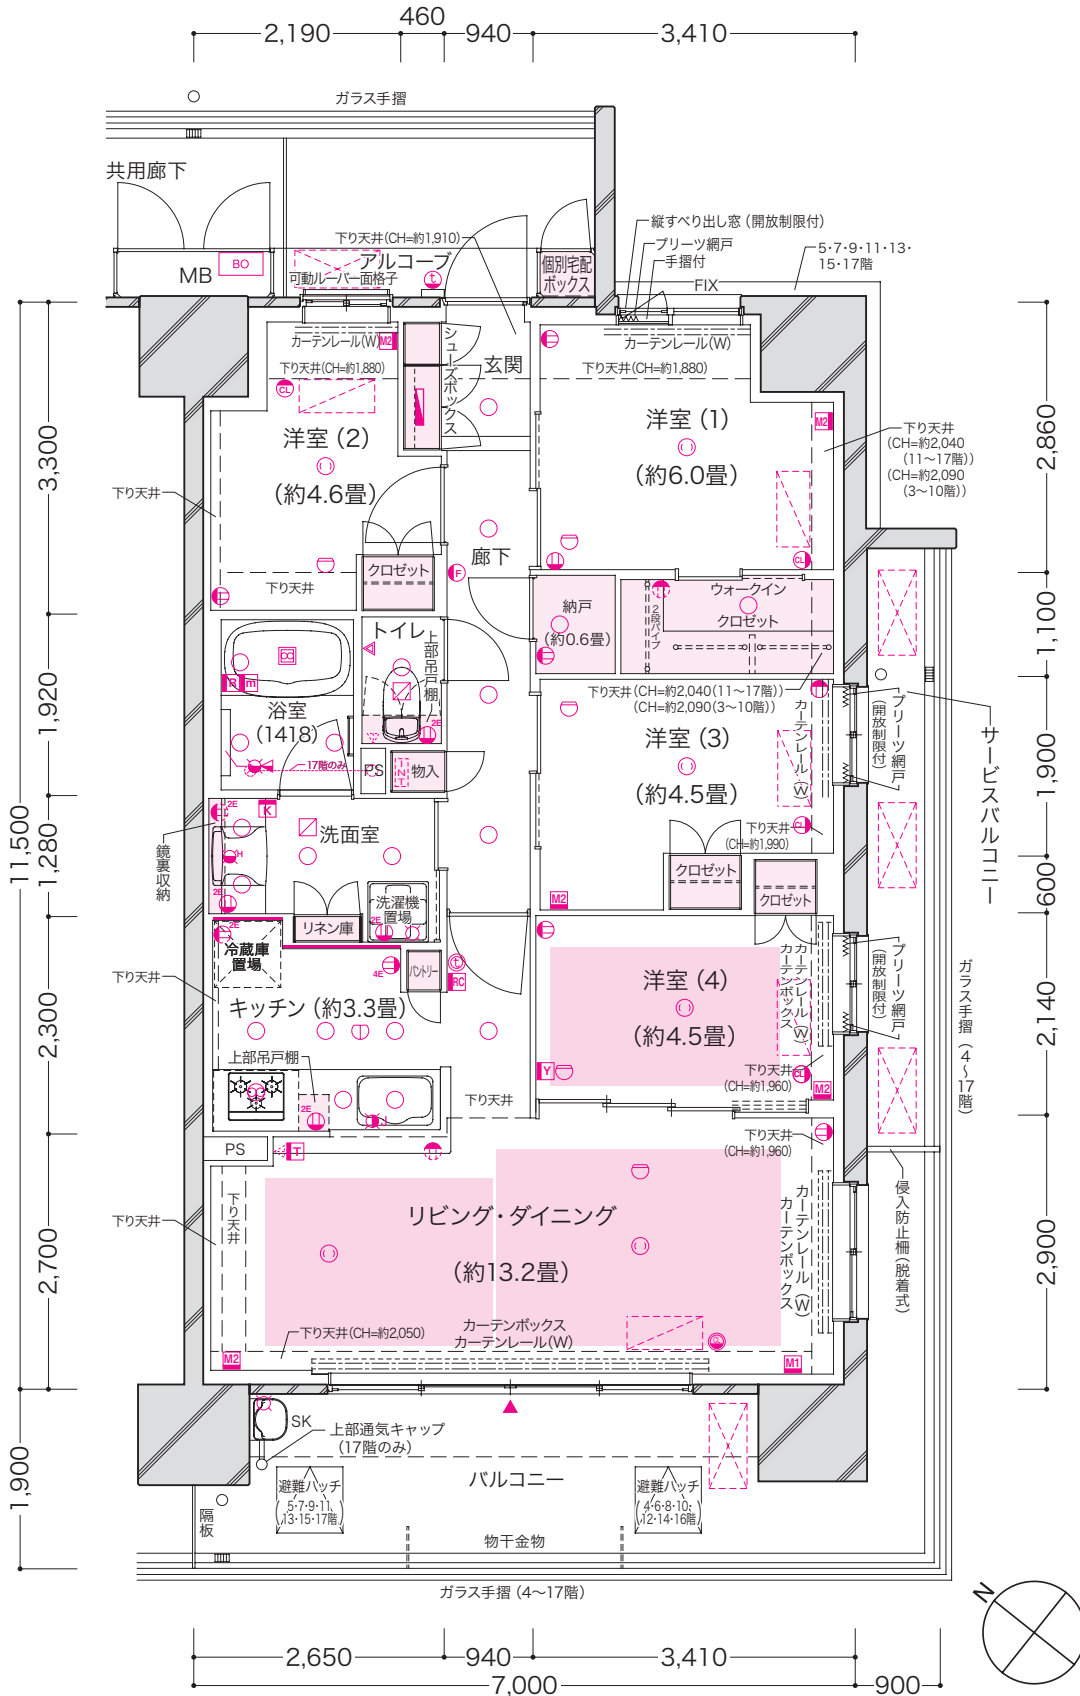 460
2,190
940
3,410
ガラス手摺
共用廊下
縦すべり出し窓（開放制限付）
プリーツ網戸
手摺付
5・7・9・11・13・
15・17階
下り天井(CH=約1,910)
アルコーブ
可動ルーバー面格子
MB
BO
t
個別宅配
ボックス
FIX
カーテンレール(W)
M2
下り天井(CH=約1,880)
CL
シューズボックス
玄関
カーテンレール(W)
下り天井(CH=約1,880)
洋室 (2)
(約4.6畳)
洋室 (1)
(約6.0畳)
M2
下り天井
(CH=約2,040
(11〜17階))
(CH=約2,090
(3〜10階))
3,300
2,860
下り天井
下り天井
クロゼット
廊下
F
CL
納戸
(約0.6畳)
2段パイプ
ウォークイン
クロゼット
1,100
トイレ
上部吊戸棚
2E
浴室
(1418)
17階のみ
PS
物入
1,920
下り天井(CH=約2,040(11〜17階))
(CH=約2,090(3〜10階))
洋室 (3)
(約4.5畳)
カーテンレール (W)
プリーツ網戸
(開放制限付)
サービスバルコニー
1,900
CL
下り天井
(CH=約1,990)
11,500
1,280
鏡裏収納
2E
K
H
2E
洗面室
洗濯機
置場
2E
リネン庫
M2
クロゼット
クロゼット
600
2E
冷蔵庫
置場
下り天井
4E
パントリー
t
RC
キッチン (約3.3畳)
上部吊戸棚
2E
2,300
下り天井
洋室 (4)
(約4.5畳)
Y
カーテンレール (W)
カーテンボックス
プリーツ網戸
(開放制限付)
CL
下り天井
(CH=約1,960)
M2
ガラス手摺 (4〜17階)
2,140
PS
T
下り天井
(CH=約1,960)
下り天井
下り天井
リビング・ダイニング
(約13.2畳)
カーテンレール (W)
カーテンボックス
侵入防止柵 (脱着式)
2,700
2,900
下り天井(CH=約2,050)
カーテンボックス
カーテンレール(W)
M2
M1
SK
上部通気キャップ
(17階のみ)
バルコニー
1,900
隔板
避難ハッチ
(5・7・9・11
13・15・17階)
避難ハッチ
(4・6・8・10
12・14・16階)
物干金物
ガラス手摺 (4〜17階)
N
2,650
940
3,410
7,000
900